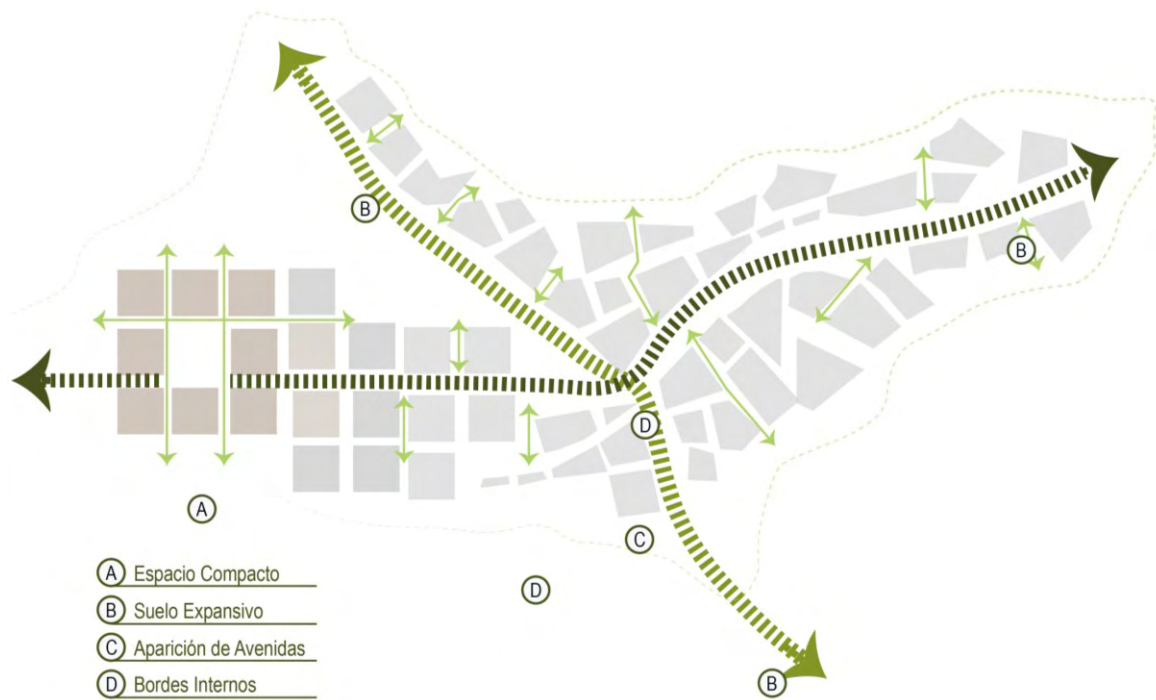 B
B
D
A
C
D
B
A Espacio Compacto
B Suelo Expansivo
C Aparición de Avenidas
D Bordes Internos